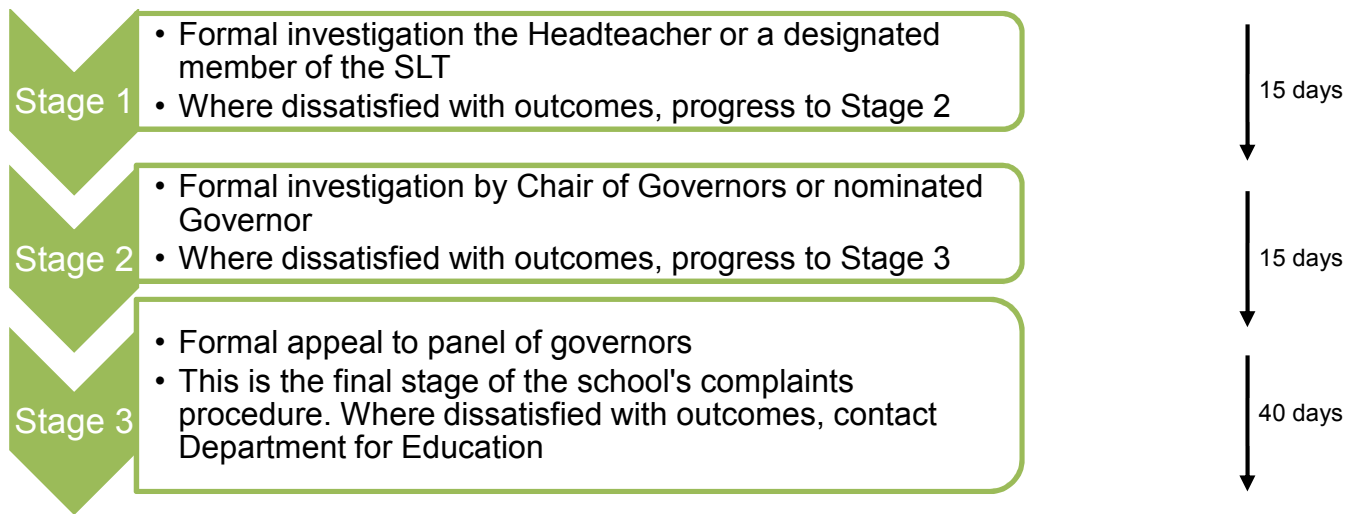 Stage 1
• Formal investigation the Headteacher or a designated
member of the SLT
• Where dissatisfied with outcomes, progress to Stage 2
15 days
Stage 2
• Formal investigation by Chair of Governors or nominated
Governor
• Where dissatisfied with outcomes, progress to Stage 3
15 days
Stage 3
• Formal appeal to panel of governors
• This is the final stage of the school's complaints
procedure. Where dissatisfied with outcomes, contact
Department for Education
40 days